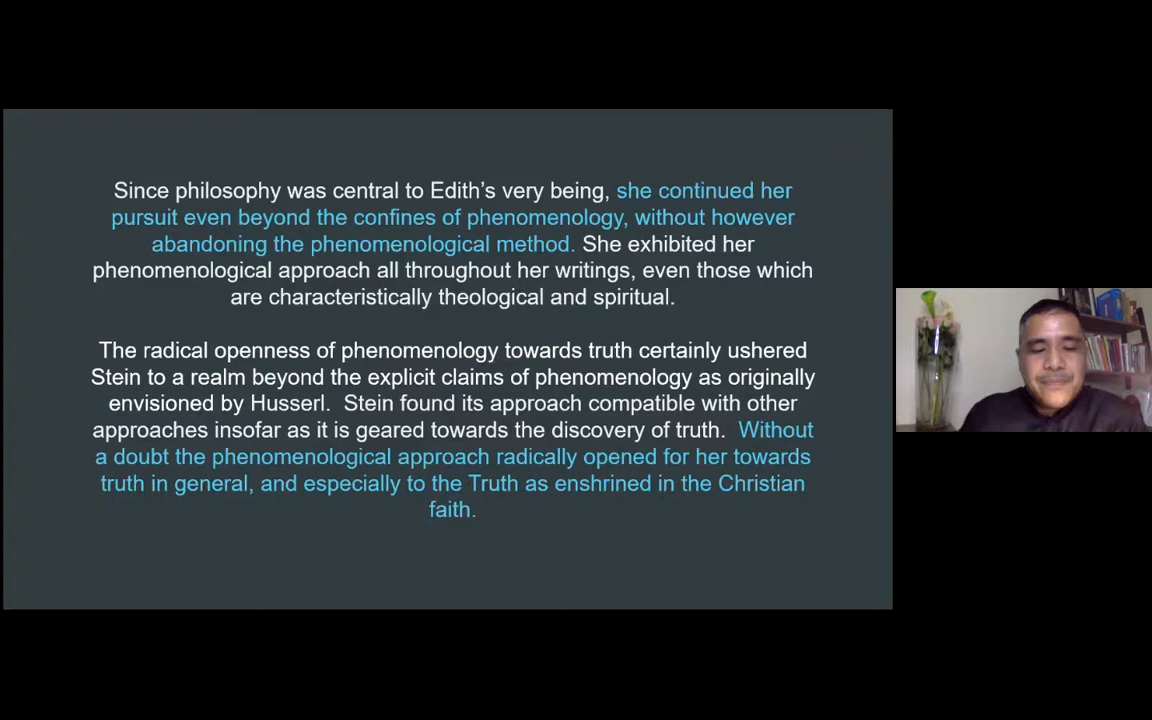 Since philosophy was central to Edith’s very being, she continued her
pursuit even beyond the confines of phenomenology, without however
abandoning the phenomenological method. She exhibited her
phenomenological approach all throughout her writings, even those which
are characteristically theological and spiritual.
The radical openness of phenomenology towards truth certainly ushered
Stein to a realm beyond the explicit claims of phenomenology as originally
envisioned by Husserl.  Stein found its approach compatible with other
approaches insofar as it is geared towards the discovery of truth.  Without
a doubt the phenomenological approach radically opened for her towards
truth in general, and especially to the Truth as enshrined in the Christian
faith.